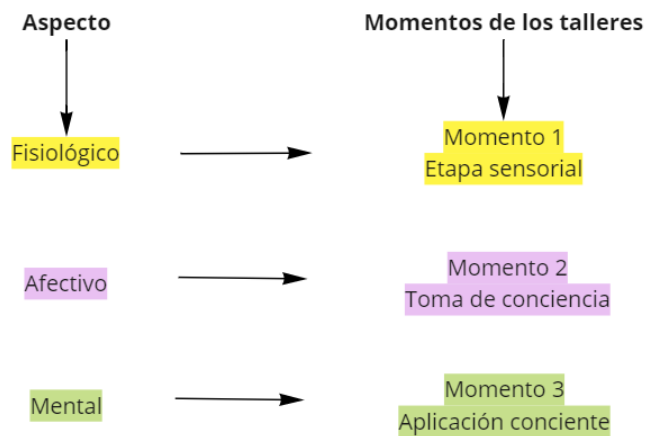 Aspecto
Momentos de los talleres
Fisiológico
Momento 1
Etapa sensorial
Afectivo
Momento 2
Toma de conciencia
Mental
Momento 3
Aplicación conciente